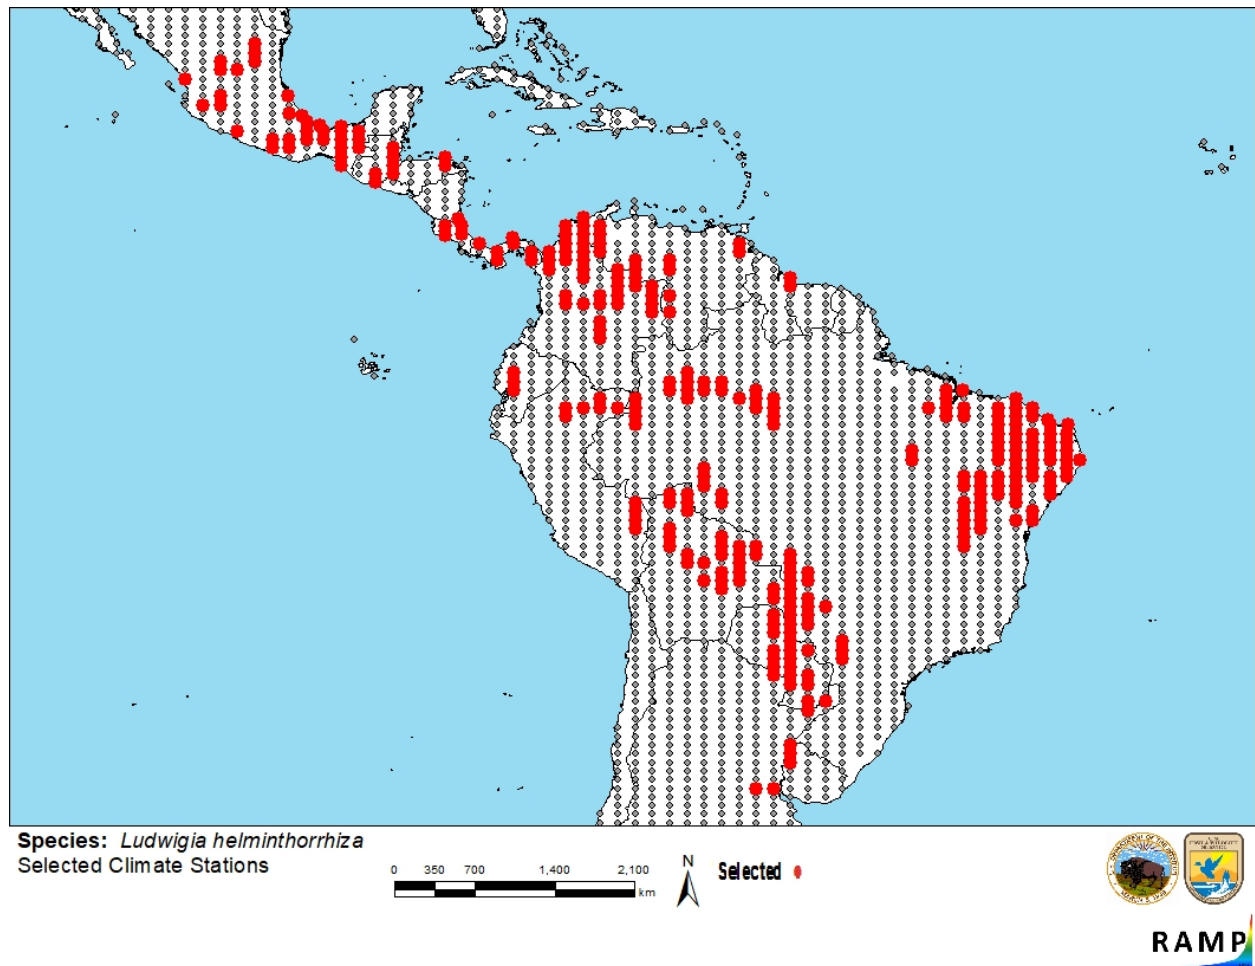 Species: Ludwigia helminthorrhiza
Selected Climate Stations
0 350 700 1,400 2,100
km
N
Selected
RAMP